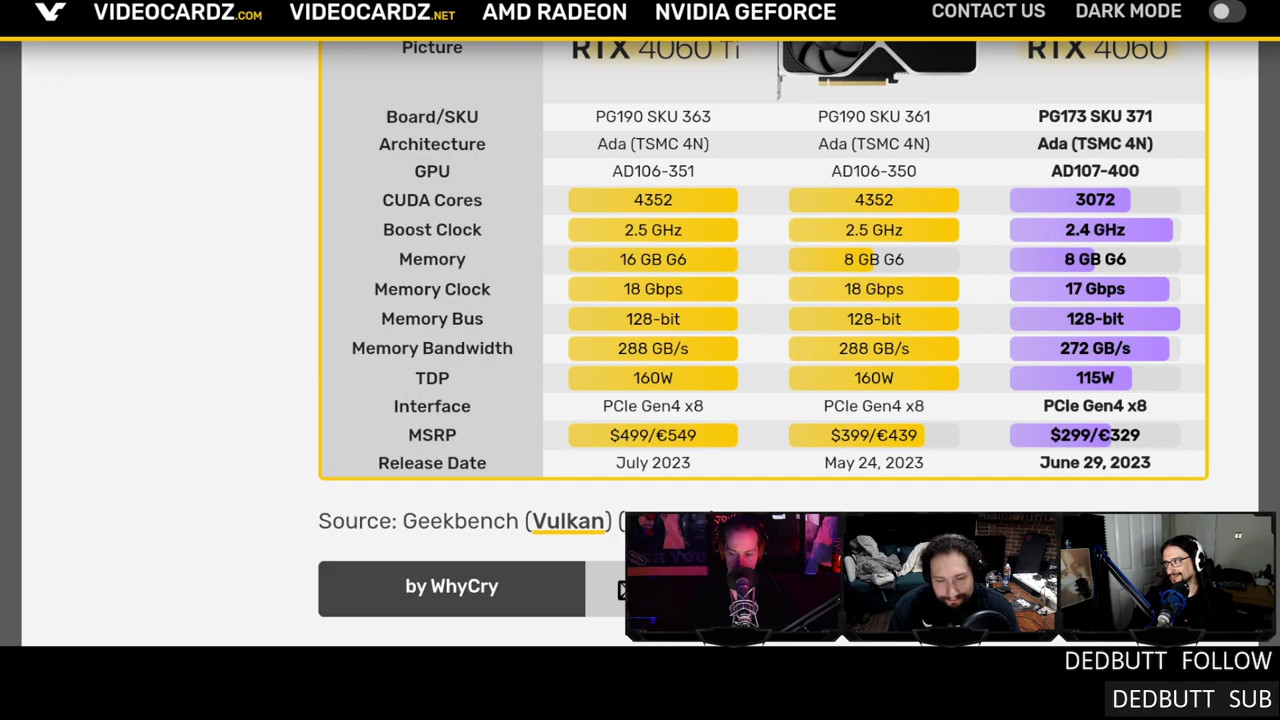 VIDEOCARDZ.COM VIDEOCARDZ.NET AMD RADEON NVIDIA GEFORCE CONTACT US DARK MODE
Picture RTX 4060 Ti RTX 4060
Board/SKU PG190 SKU 363 PG190 SKU 361 PG173 SKU 371
Architecture Ada (TSMC 4N) Ada (TSMC 4N) Ada (TSMC 4N)
GPU AD106-351 AD106-350 AD107-400
CUDA Cores 4352 4352 3072
Boost Clock 2.5 GHz 2.5 GHz 2.4 GHz
Memory 16 GB G6 8 GB G6 8 GB G6
Memory Clock 18 Gbps 18 Gbps 17 Gbps
Memory Bus 128-bit 128-bit 128-bit
Memory Bandwidth 288 GB/s 288 GB/s 272 GB/s
TDP 160W 160W 115W
Interface PCIe Gen4 x8 PCIe Gen4 x8 PCIe Gen4 x8
MSRP $499/€549 $399/€439 $299/€329
Release Date July 2023 May 24, 2023 June 29, 2023
Source: Geekbench (Vulkan) (
by WhyCry
DEDBUTT FOLLOW
DEDBUTT SUB